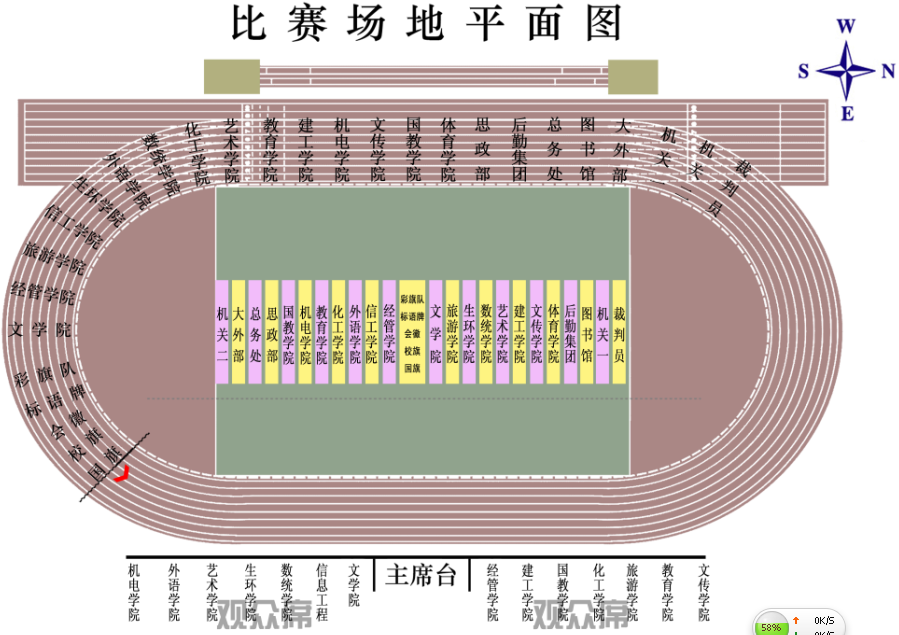 比赛场地平面图
W
S
N
E
艺术学院
教育学院
建工学院
机电学院
文传学院
国教学院
体育学院
思政部
后勤集团
总务处
图书馆
大外部
机关一
机关二
裁判员
化工学院
数统学院
外语学院
生环学院
信工学院
旅游学院
经管学院
文学院
彩旗队
标语牌
会徽
校旗
国旗
机关二
大外部
总务处
思政部
国教学院
机电学院
教育学院
化工学院
外语学院
信工学院
经管学院
彩旗队
标语牌
会徽
校旗
国旗
文学院
旅游学院
生环学院
数统学院
艺术学院
建工学院
文传学院
体育学院
后勤集团
图书馆
机关一
裁判员
机电学院
外语学院
艺术学院
生环学院
数统学院
信息工程
文学院
主席台
经管学院
建工学院
国教学院
化工学院
旅游学院
教育学院
文传学院
观众席
观众席
58%
0K/S
0K/S